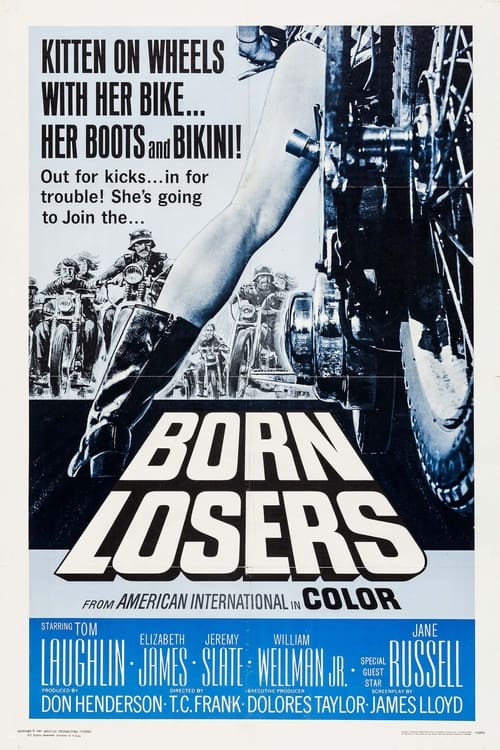 KITTEN ON WHEELS
WITH HER BIKE...
HER BOOTS and BIKINI!
Out for kicks...in for
trouble! She's going
to Join the...
BORN
LOSERS
FROM AMERICAN INTERNATIONAL IN COLOR
STARRING TOM LAUGHLIN · ELIZABETH JAMES · JEREMY SLATE · WILLIAM WELLMAN JR. · SPECIAL GUEST STAR JANE RUSSELL
PRODUCED BY DON HENDERSON · DIRECTED BY T.C. FRANK · EXECUTIVE PRODUCER DOLORES TAYLOR · SCREENPLAY BY JAMES LLOYD